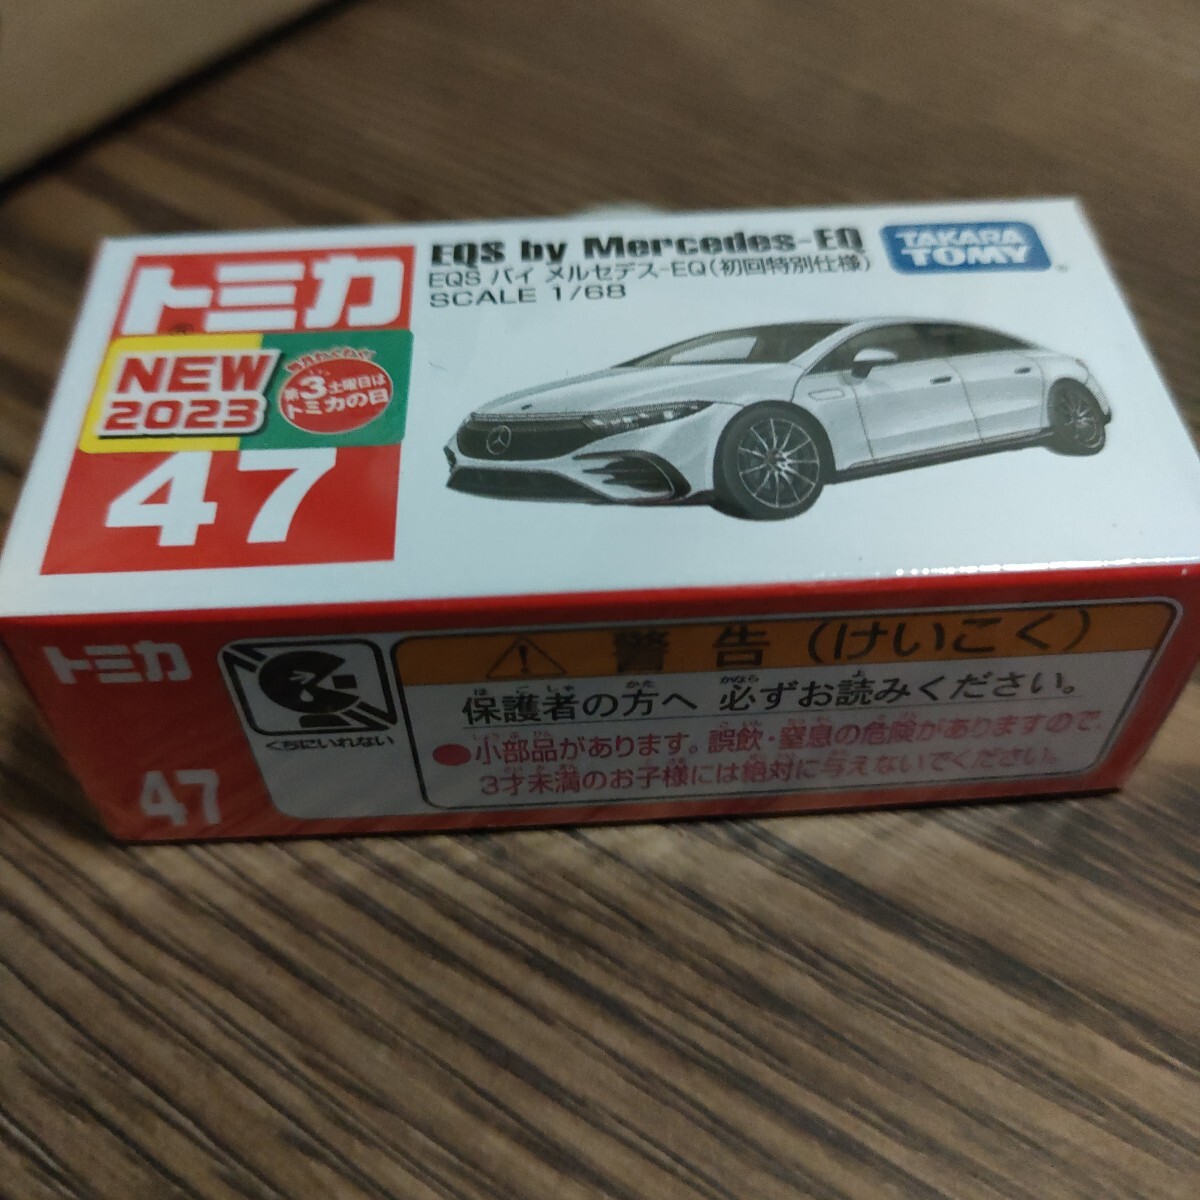 トミカ
®
NEW
2023
第3土曜日は
トミカの日
47
EQS by Mercedes-EQ
EQS バイ メルセデス-EQ(初回特別仕様)
SCALE 1/68
TAKARA
TOMY
トミカ
47
くちにいれない
警告(けいこく)
保護者の方へ 必ずお読みください。
●小部品があります。誤飲・窒息の危険がありますので、
3才未満のお子様には絶対に与えないでください。